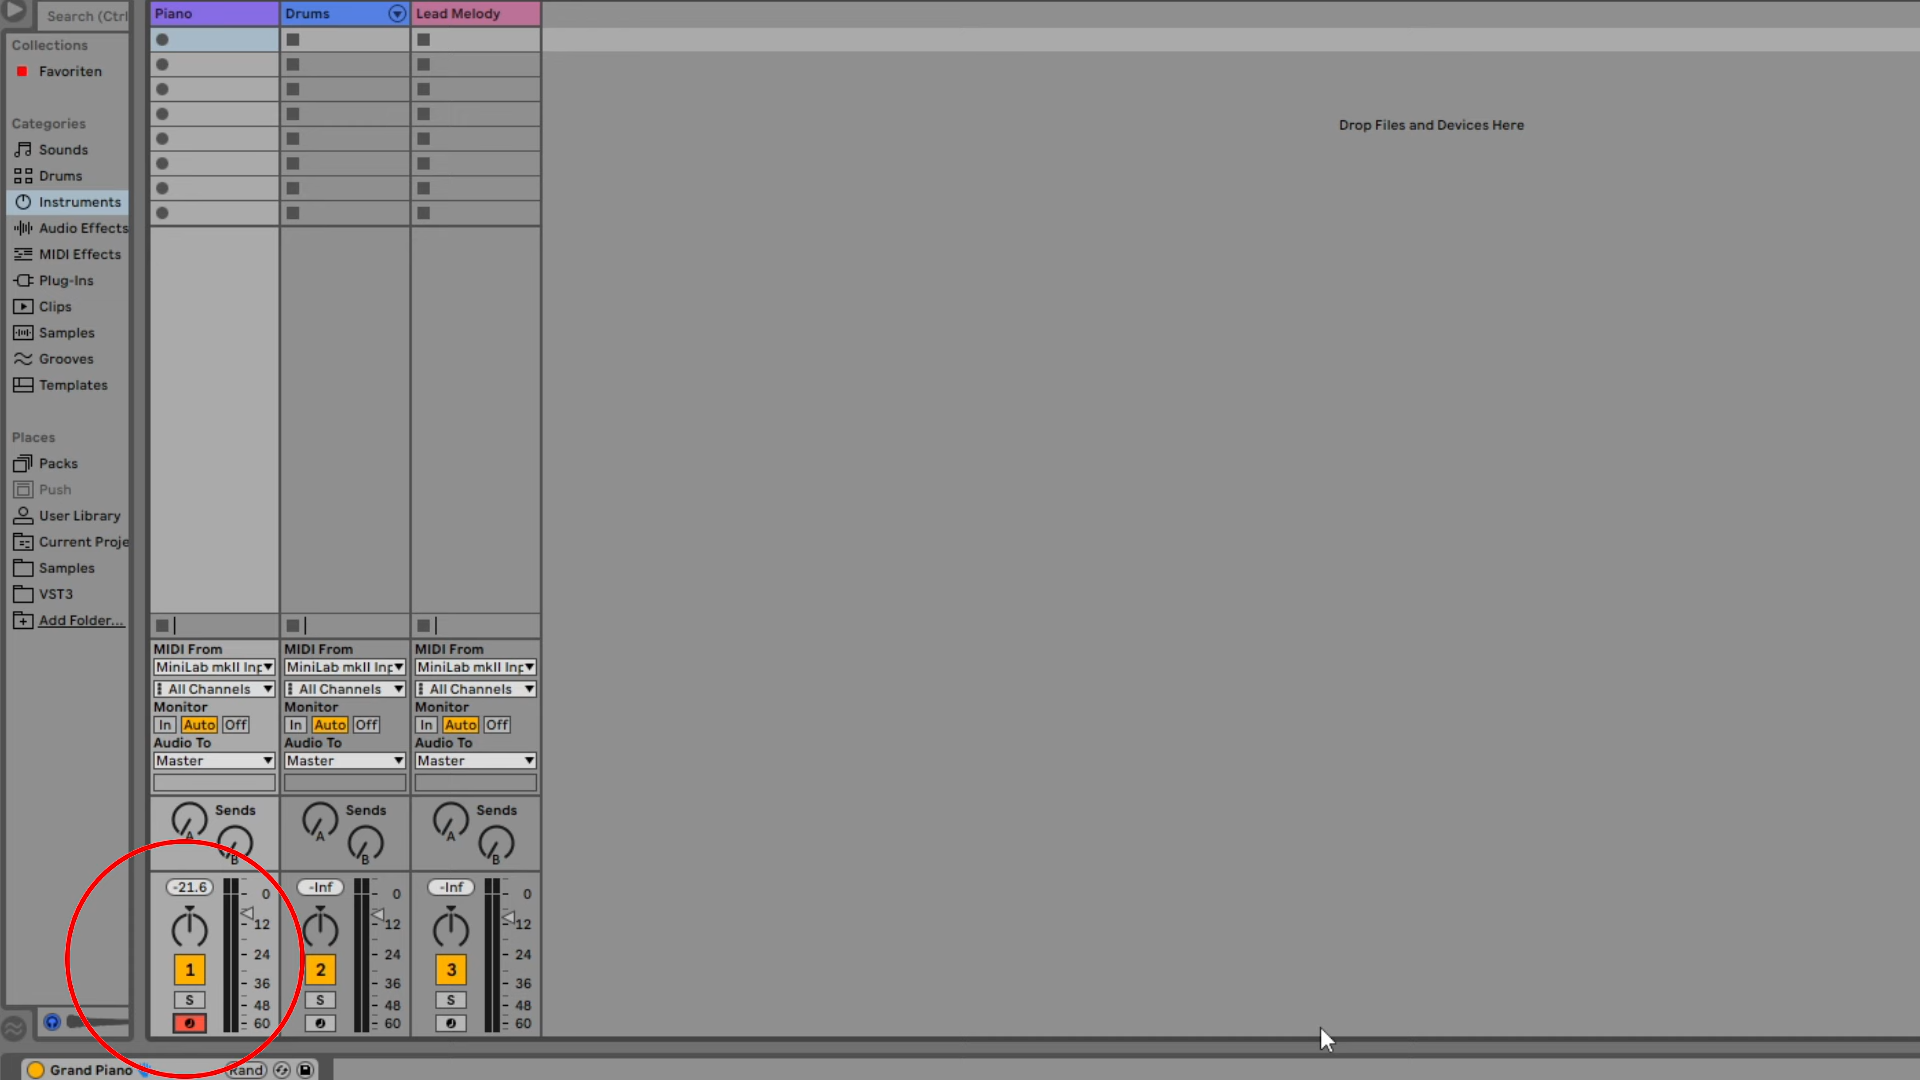 Search (Ctrl
Collections
Favoriten
Categories
Sounds
Drums
Instruments
Audio Effects
MIDI Effects
Plug-Ins
Clips
Samples
Grooves
Templates
Places
Packs
Push
User Library
Current Proje
Samples
VST3
Add Folder...
Piano Drums Lead Melody
Drop Files and Devices Here
MIDI From MIDI From MIDI From
MiniLab mkII Inp MiniLab mkII Inp MiniLab mkII Inp
All Channels All Channels All Channels
Monitor Monitor Monitor
In Auto Off In Auto Off In Auto Off
Audio To Audio To Audio To
Master Master Master
Sends Sends Sends
A A A
B B B
-21.6 0 -Inf 0 -Inf 0
12 12 12
24 24 24
1 2 3
36 36 36
S 48 S 48 S 48
60 60 60
Grand Piano Rand